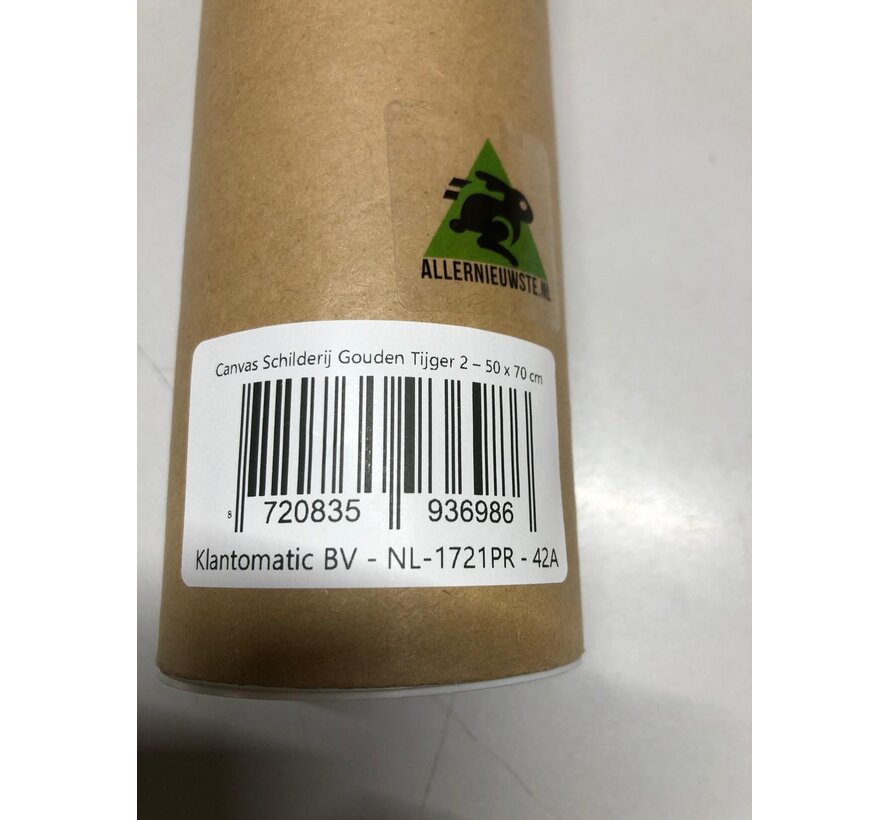 ALLERNIEUWSTE.NL
Canvas Schilderij Gouden Tijger 2 – 50 x 70 cm
8 720835 936986
Klantomatic BV - NL-1721PR - 42A